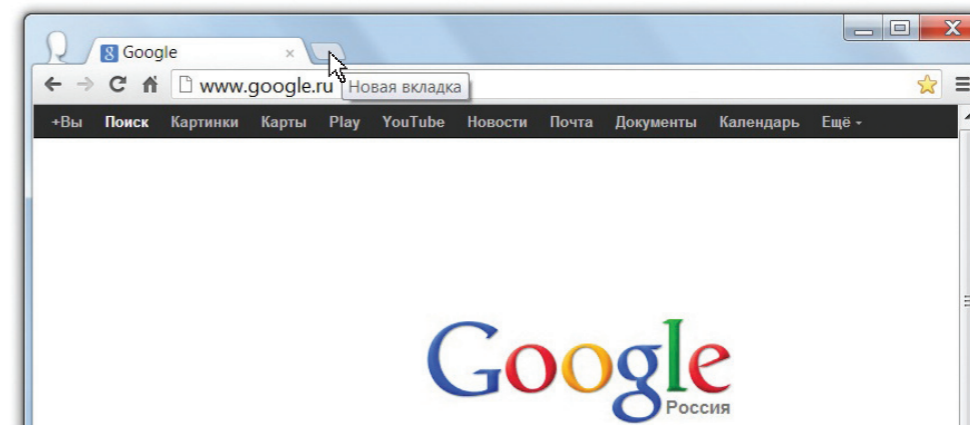 Google
www.google.ru
Новая вкладка
+Вы Поиск Картинки Карты Play YouTube Новости Почта Документы Календарь Ещё
Google
Россия